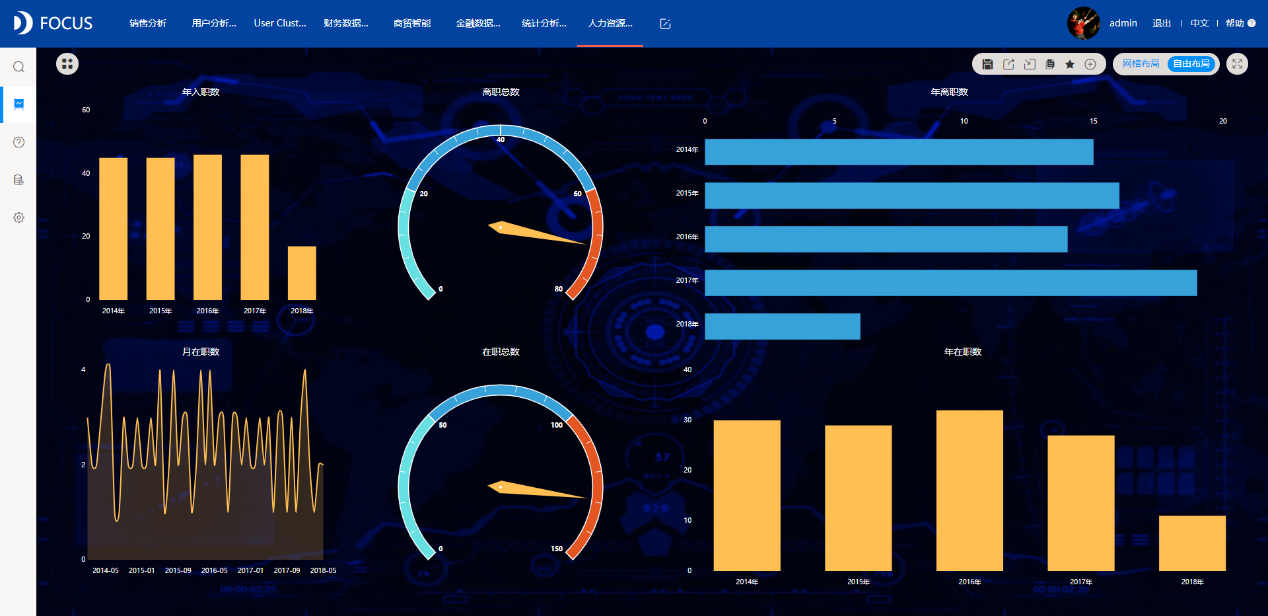 FOCUS
销售分析
用户分析...
User Clust...
财务数据...
商贸智能
金融数据...
统计分析...
人力资源...
admin
退出
中文
帮助
网格布局
自由布局
年入职数
60
40
20
0
2014年
2015年
2016年
2017年
2018年
离职总数
0
20
40
60
80
年离职数
0
5
10
15
20
2014年
2015年
2016年
2017年
2018年
月在职数
4
2
0
2014-05
2015-01
2015-09
2016-05
2017-01
2017-09
2018-05
在职总数
0
50
100
150
年在职数
40
30
20
10
0
2014年
2015年
2016年
2017年
2018年
YOUR TEXT HERE
37
928
00:00:02:25